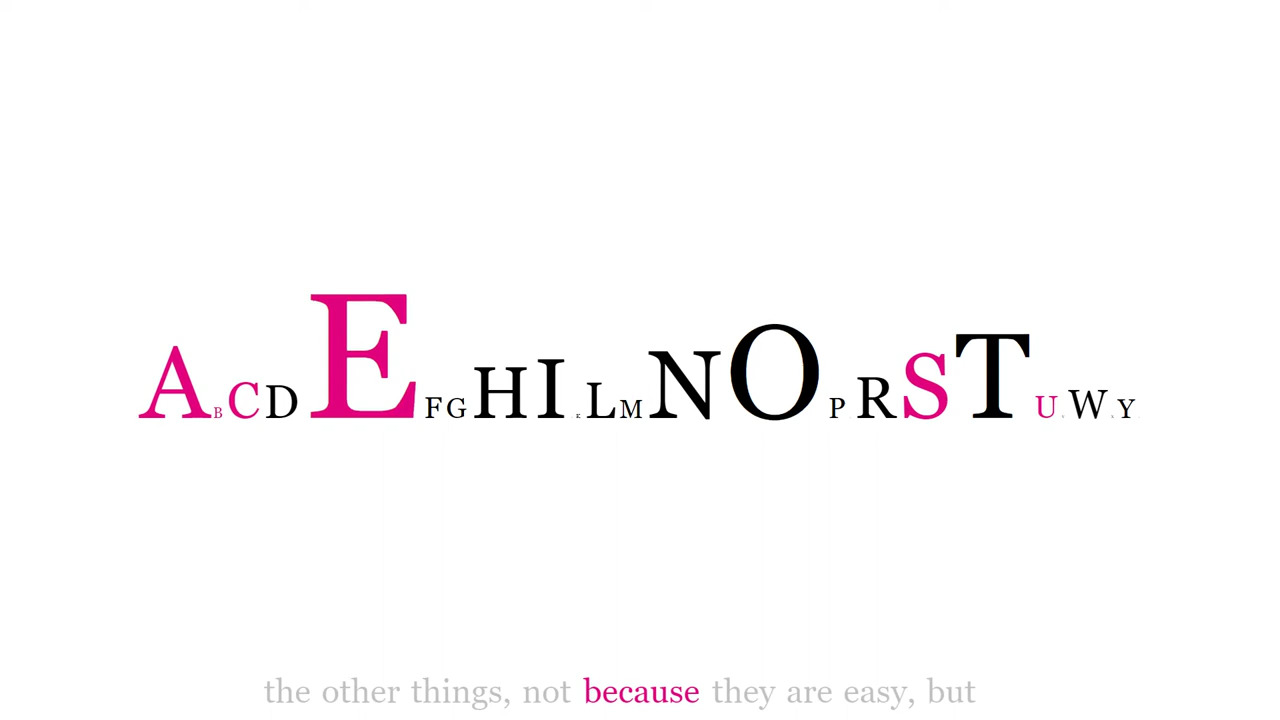 A B C D E F G H I K L M N O P R S T U W Y
the other things, not because they are easy, but